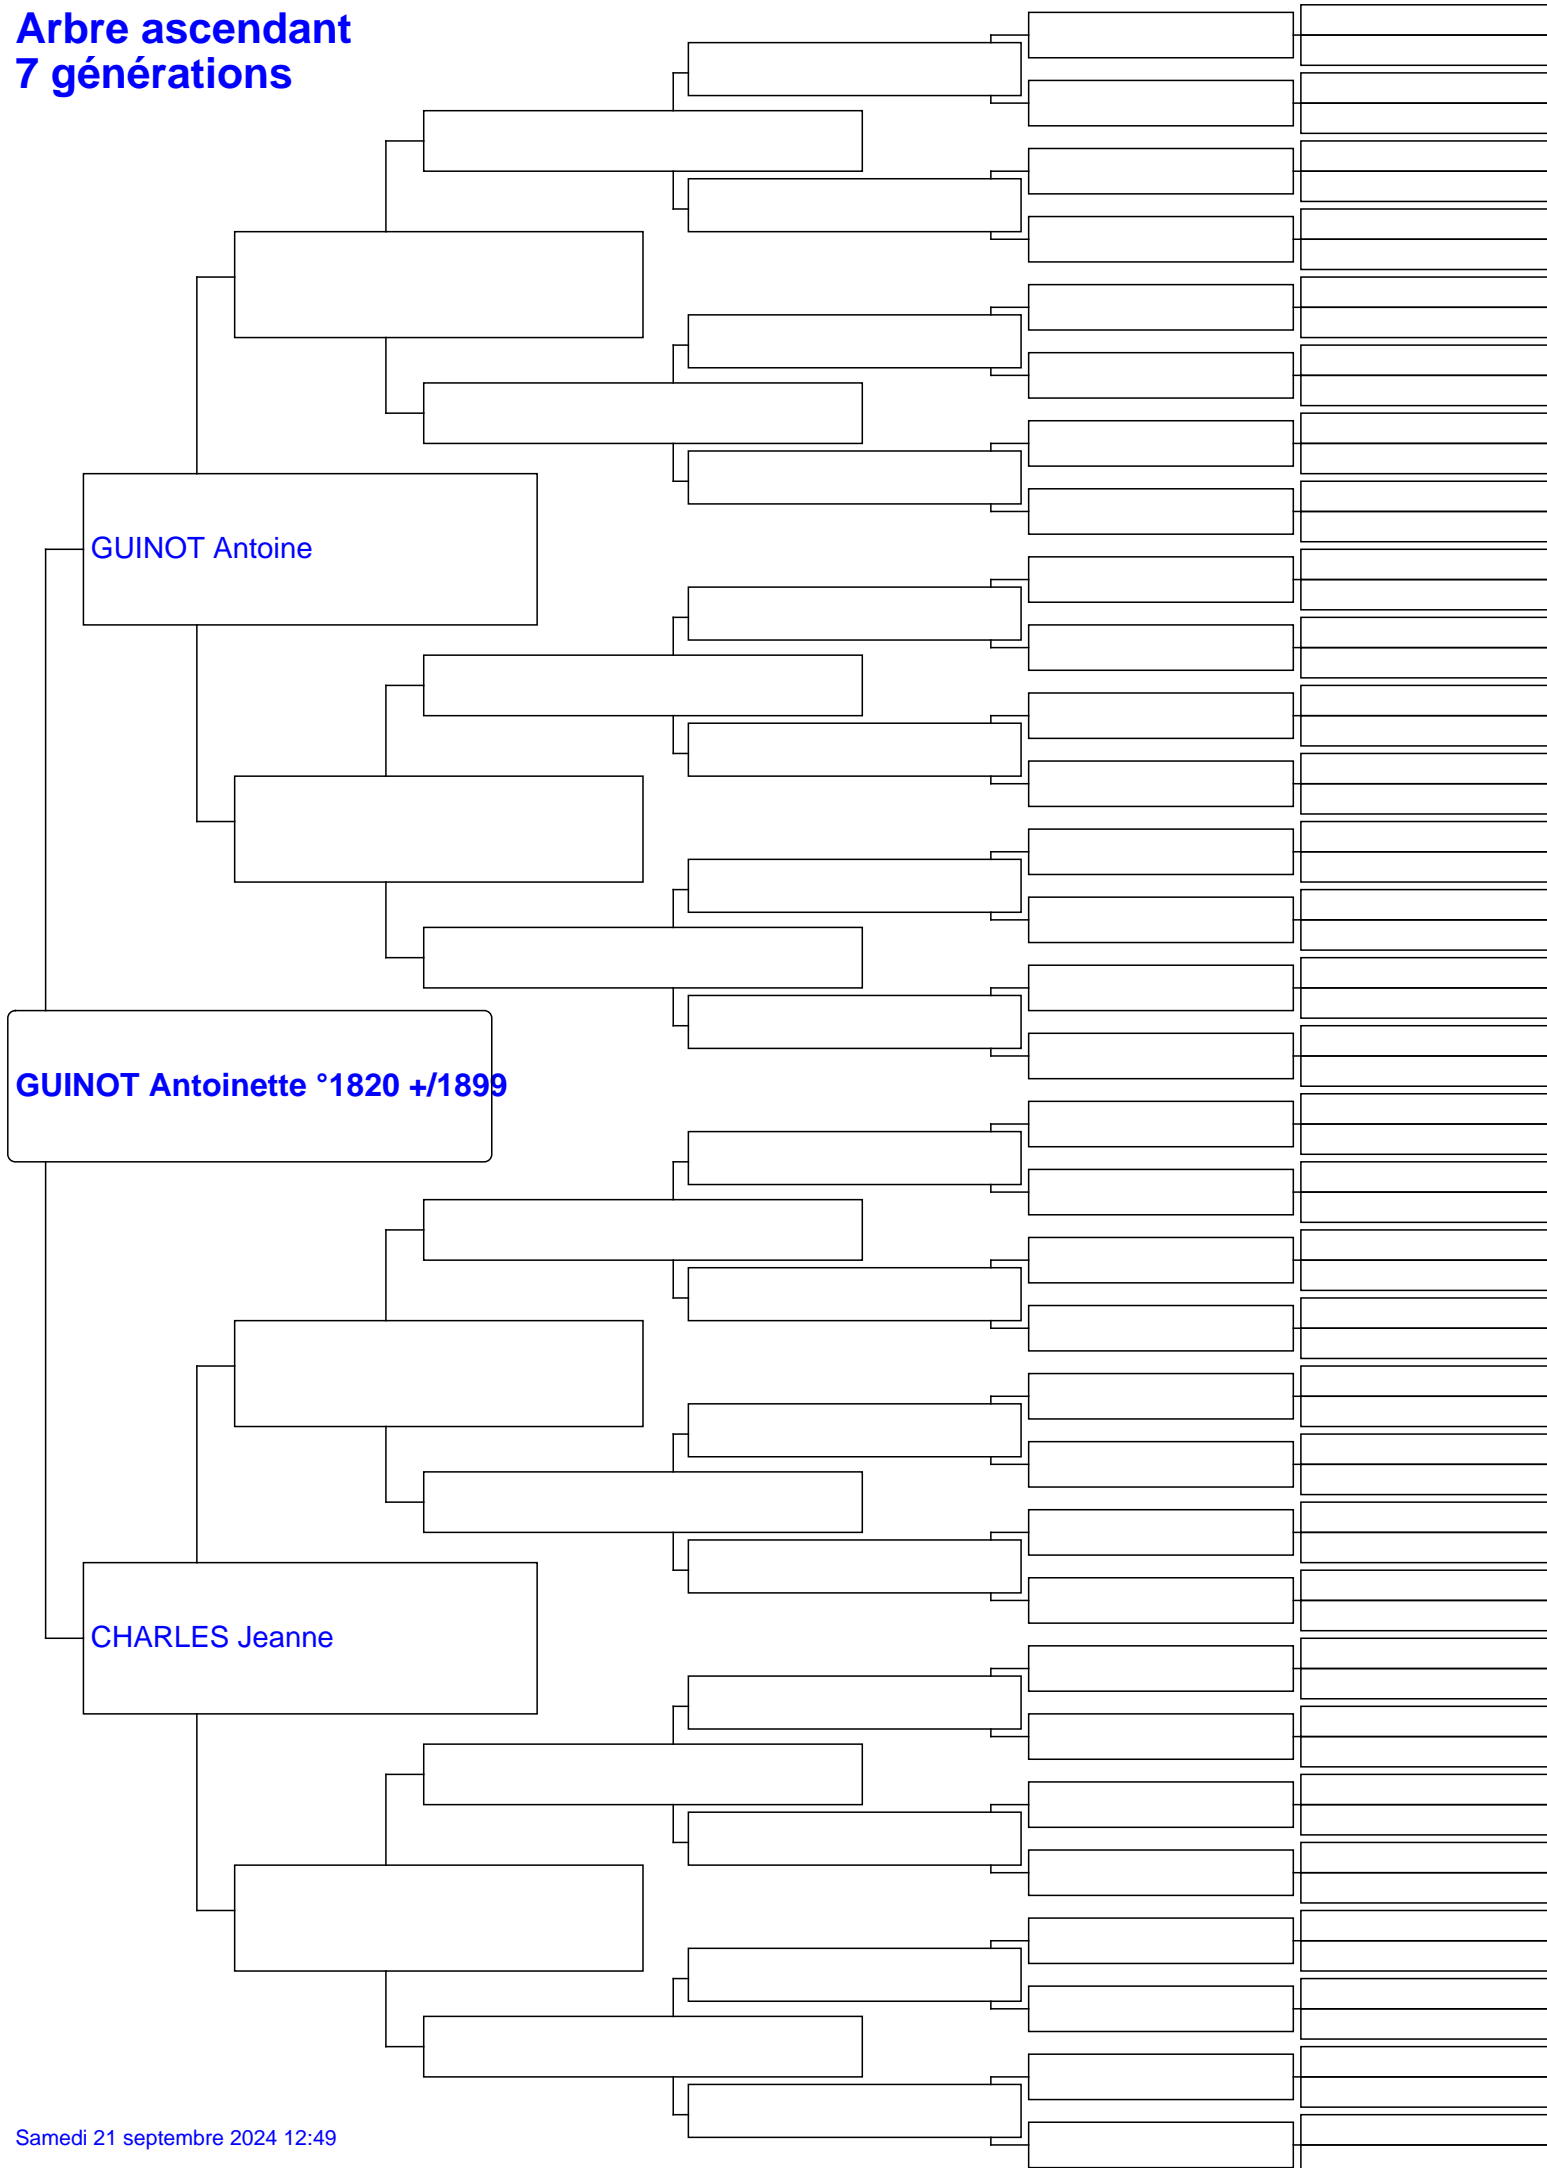 Arbre ascendant
7 générations
GUINOT Antoine
GUINOT Antoinette °1820 +/1899
CHARLES Jeanne
Samedi 21 septembre 2024 12:49